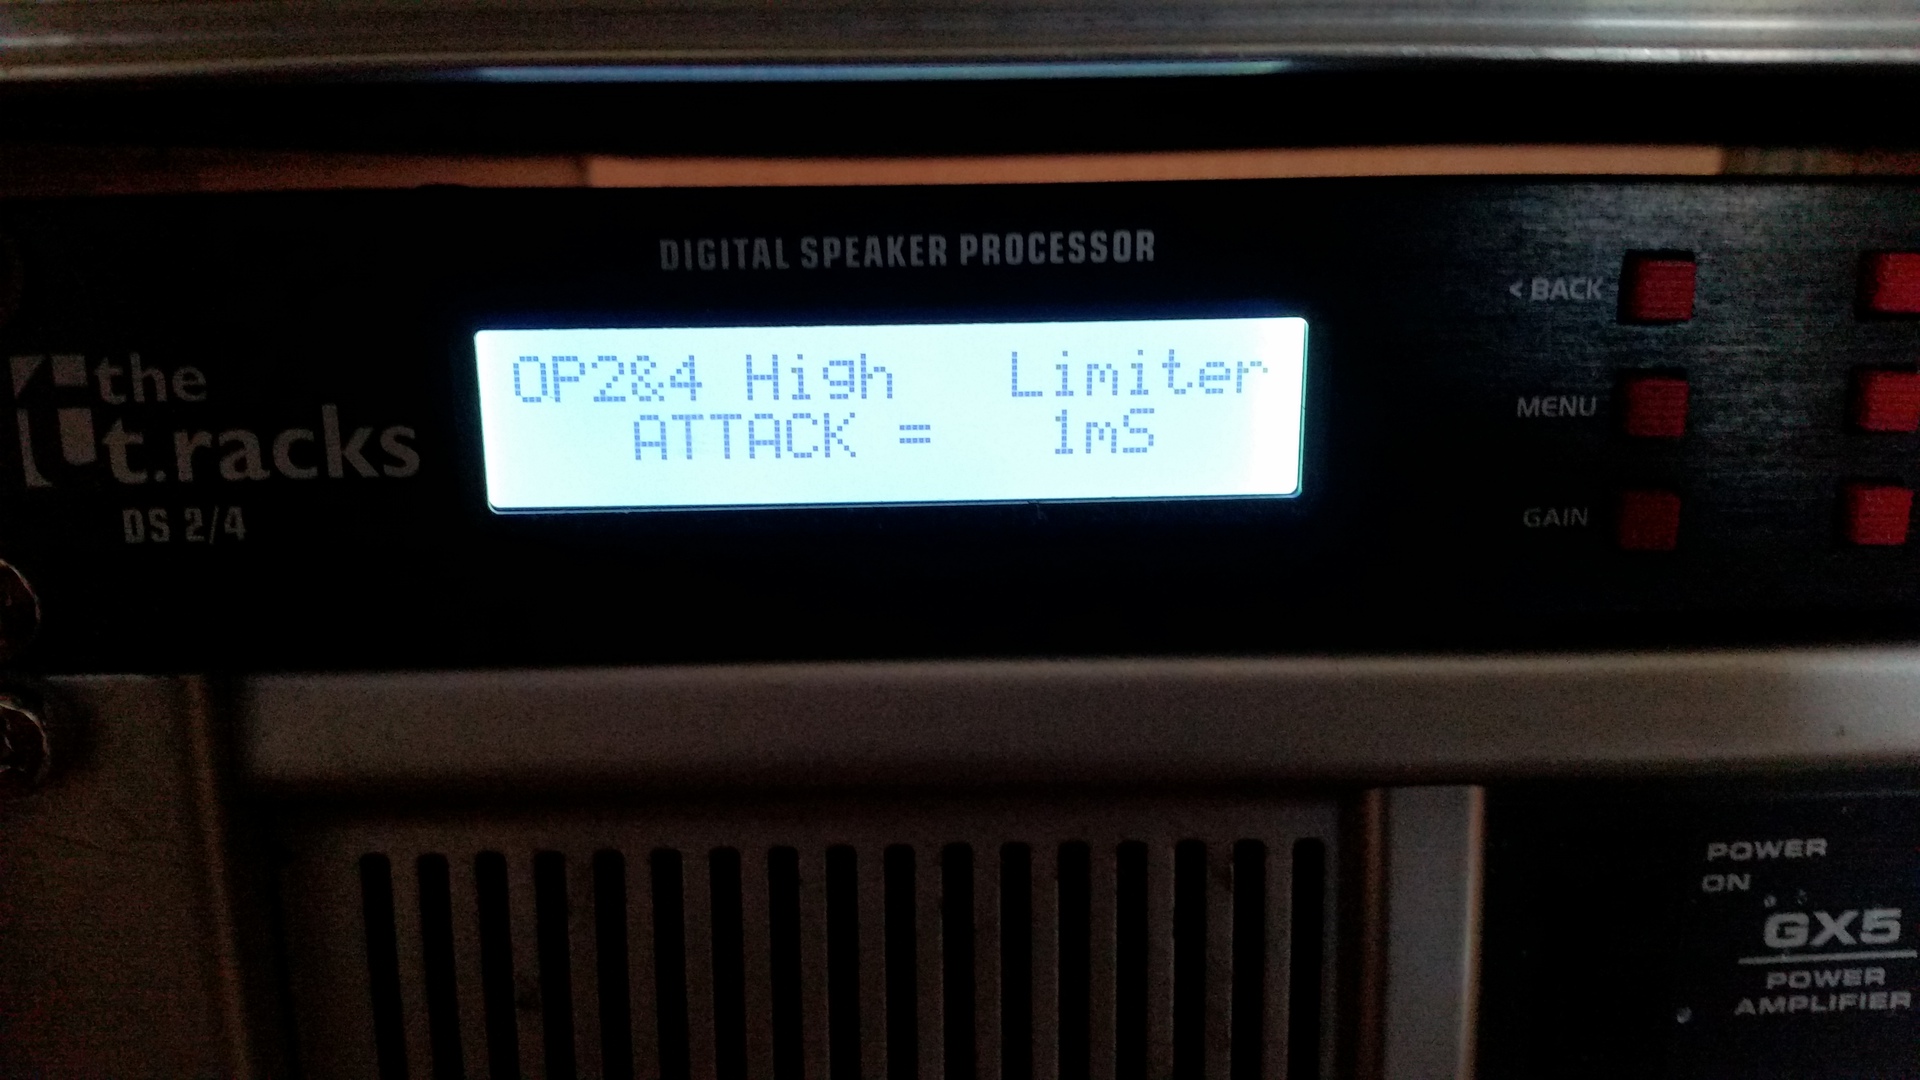 DIGITAL SPEAKER PROCESSOR
the
t.racks
DS 2/4
OP2&4 High Limiter
ATTACK = 1mS
< BACK
MENU
GAIN
POWER
ON
GX5
POWER
AMPLIFIER